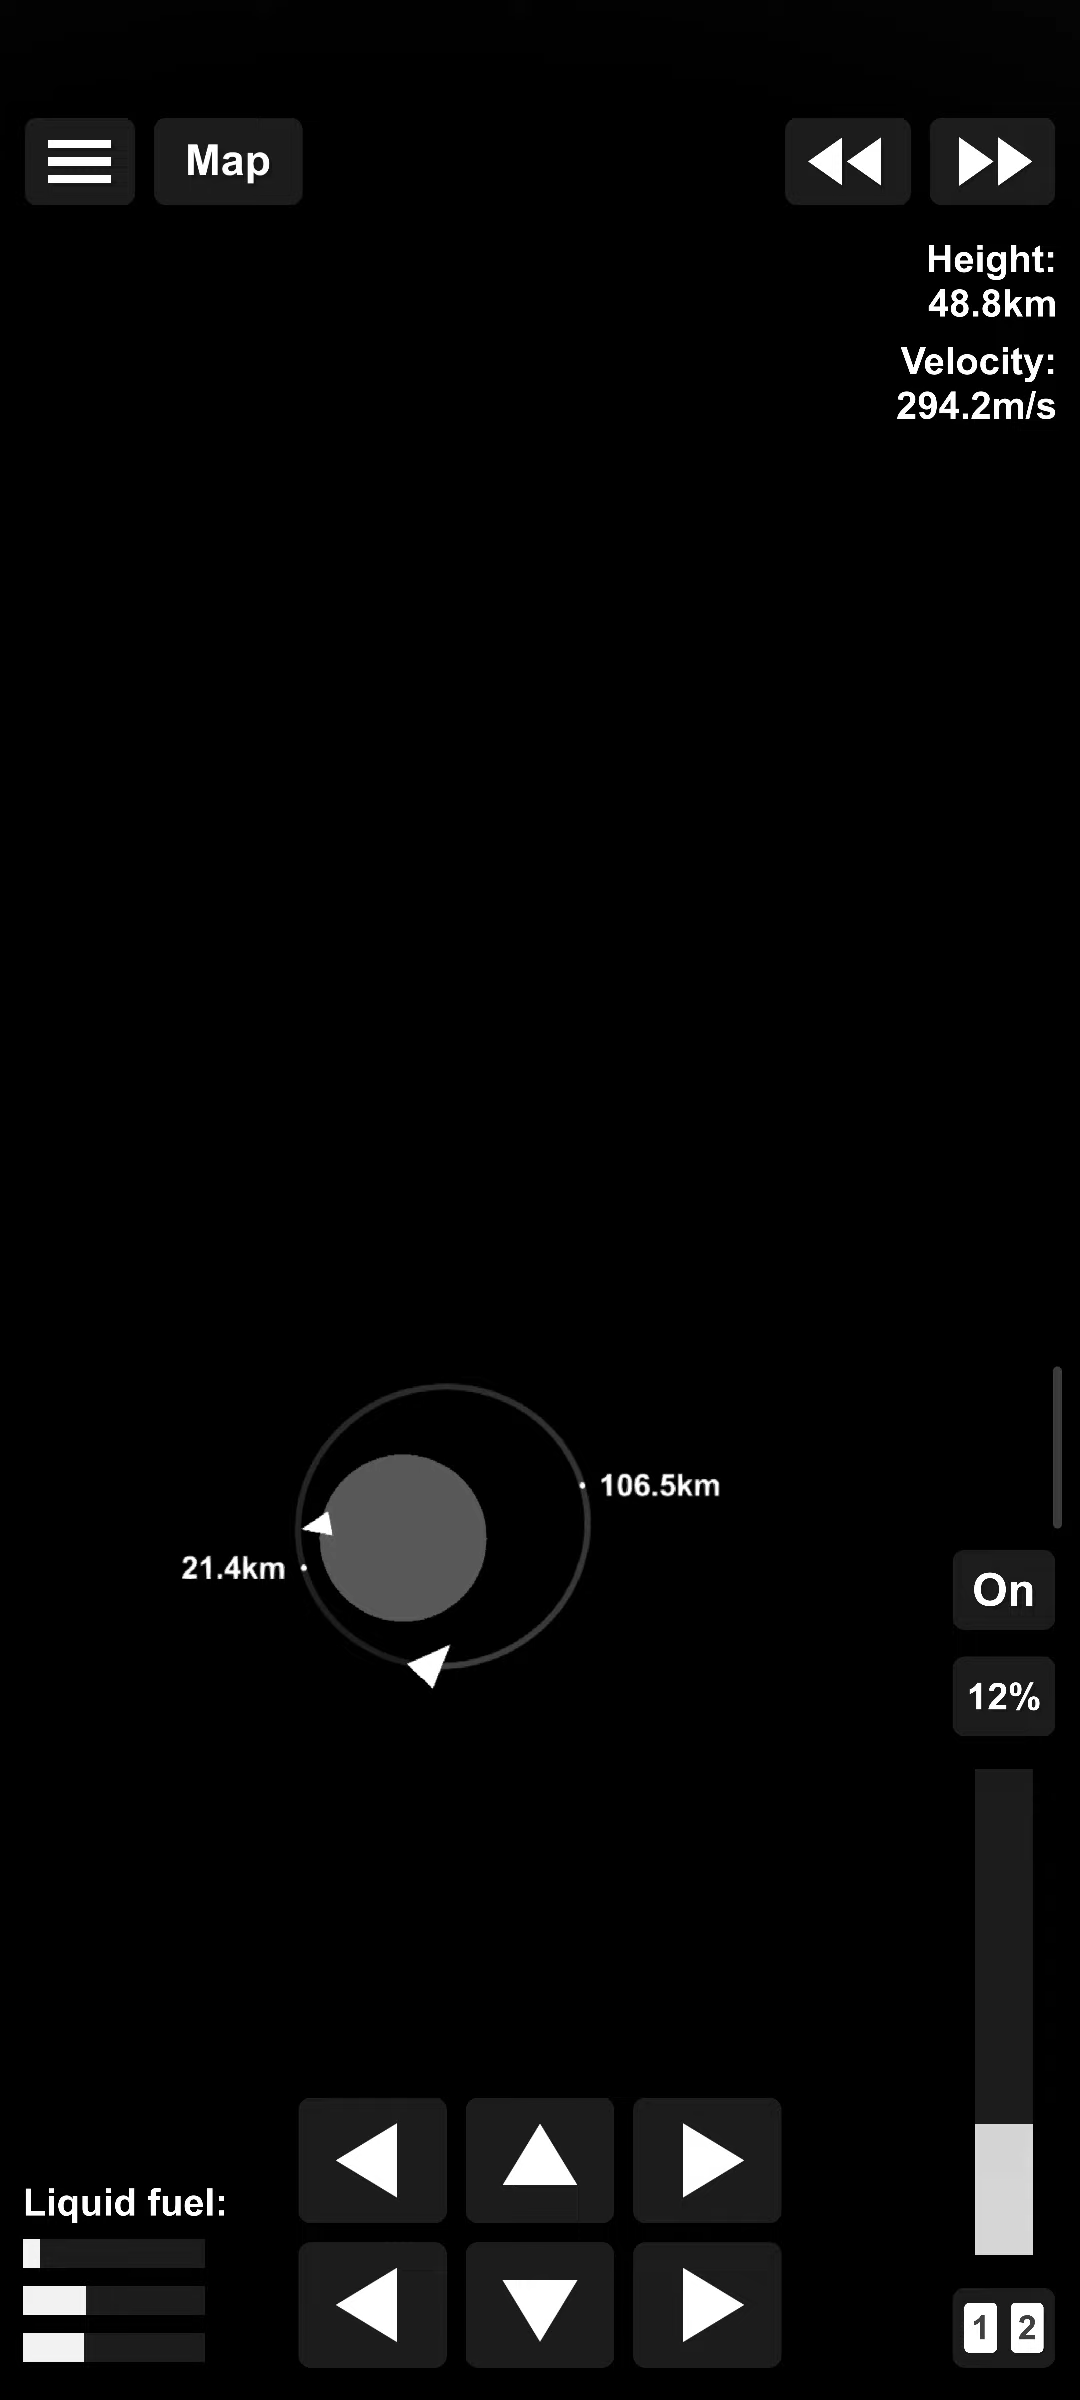 Map
Height:
48.8km
Velocity:
294.2m/s
106.5km
21.4km
On
12%
Liquid fuel:
1 2